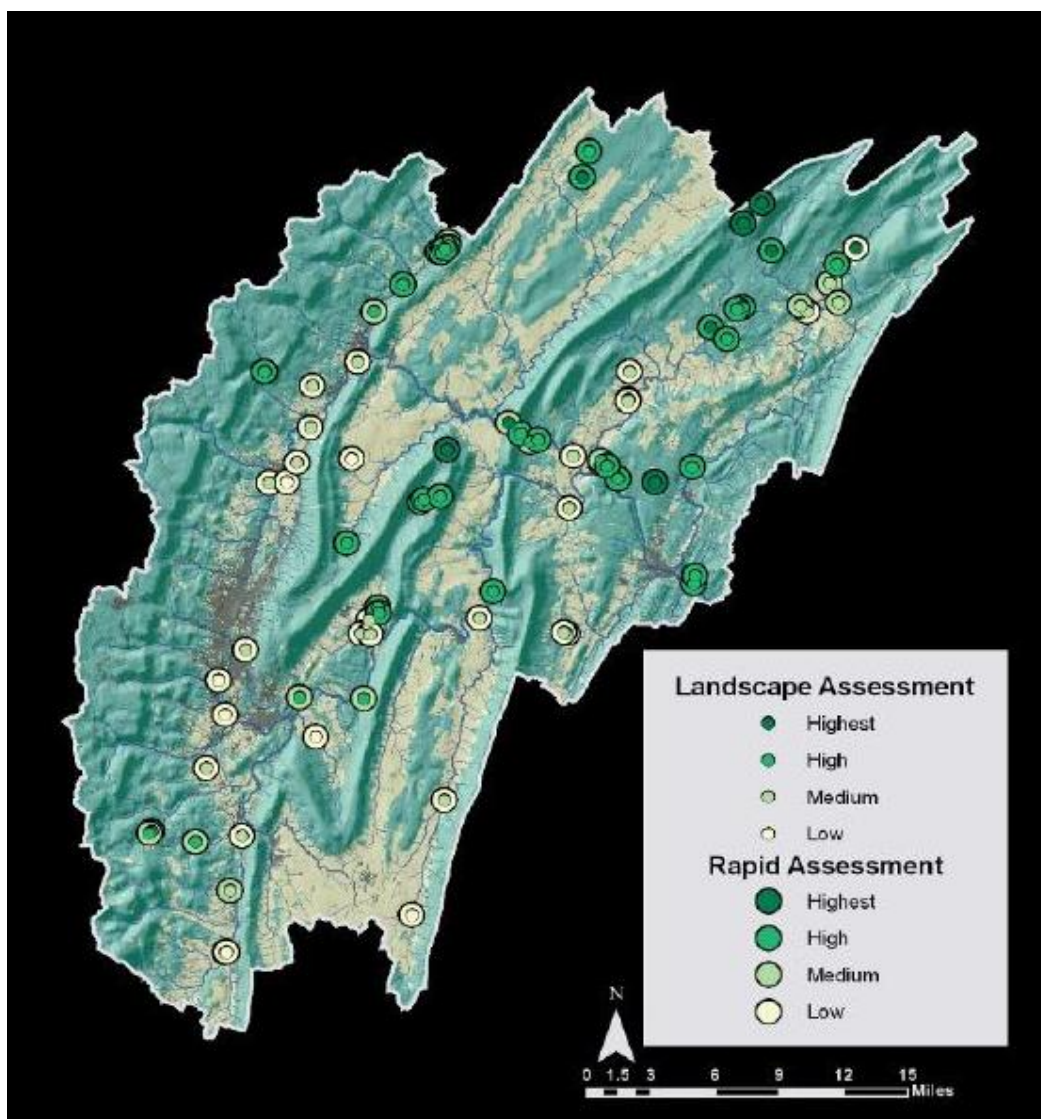 Landscape Assessment
Highest
High
Medium
Low
Rapid Assessment
Highest
High
Medium
Low
N
0 1.5 3 6 9 12 15
Miles